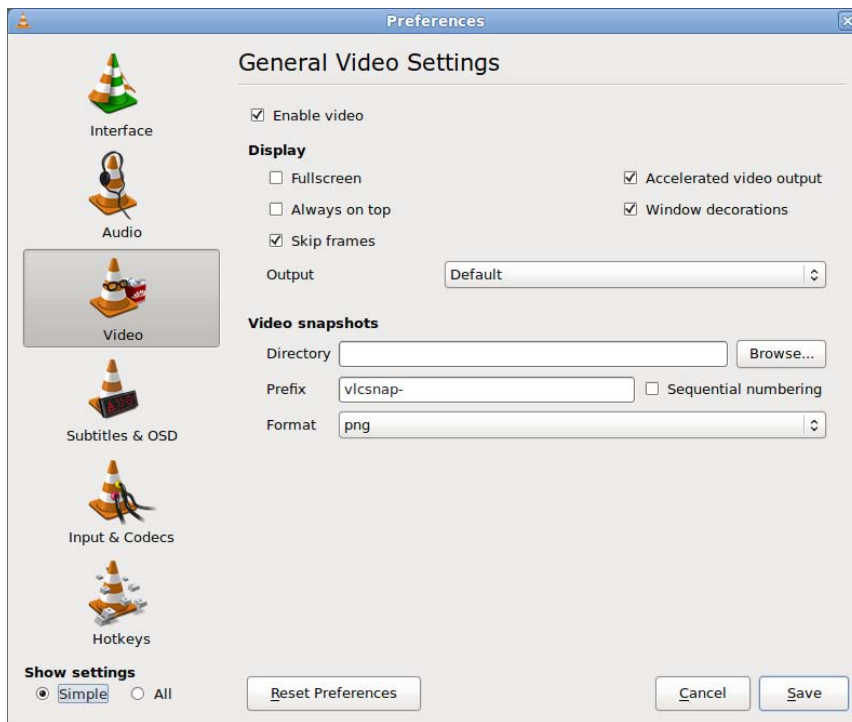 Preferences
General Video Settings
Enable video
Interface
Display
Fullscreen
Accelerated video output
Always on top
Window decorations
Audio
Skip frames
Output Default
Video snapshots
Video
Directory Browse...
Prefix vlcsnap- Sequential numbering
Format png
Subtitles & OSD
Input & Codecs
Hotkeys
Show settings
Simple All
Reset Preferences Cancel Save